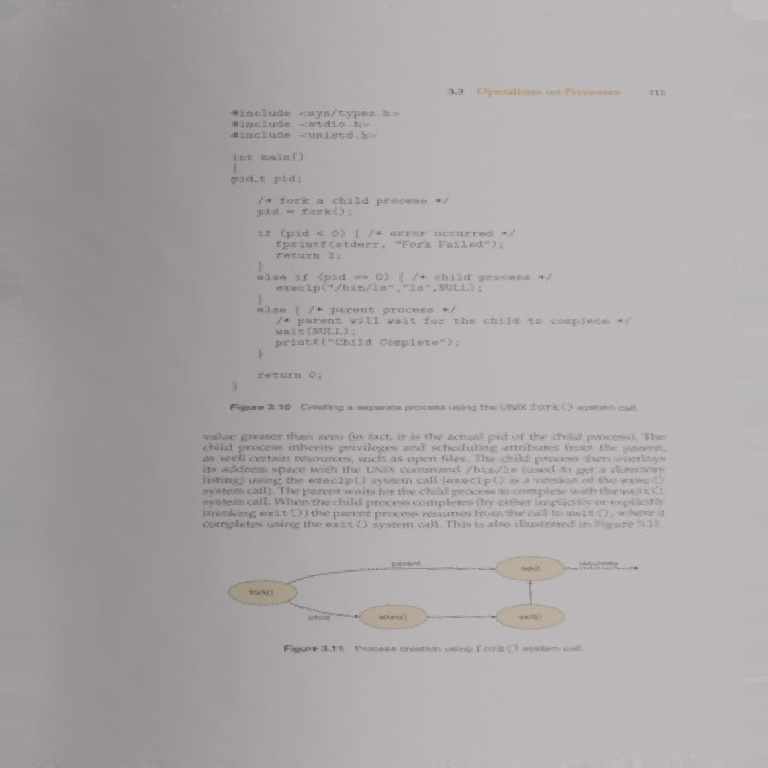 3.3 Operations on Processes 111
#include <sys/types.h>
#include <stdio.h>
#include <unistd.h>
int main()
{
pid_t pid;
/* fork a child process */
pid = fork();
if (pid < 0) { /* error occurred */
fprintf(stderr, "Fork Failed");
return 1;
}
else if (pid == 0) { /* child process */
execlp("/bin/ls","ls",NULL);
}
else { /* parent process */
/* parent will wait for the child to complete */
wait(NULL);
printf("Child Complete");
}
return 0;
}
Figure 3.10 Creating a separate process using the UNIX fork() system call.
value greater than zero (in fact, it is the actual pid of the child process). The
child process inherits privileges and scheduling attributes from the parent,
as well certain resources, such as open files. The child process then overlays
its address space with the UNIX command /bin/ls (used to get a directory
listing) using the execlp() system call (execlp() is a version of the exec()
system call). The parent waits for the child process to complete with the wait()
system call. When the child process completes (by either implicitly or explicitly
invoking exit()) the parent process resumes from the call to wait(), where it
completes using the exit() system call. This is also illustrated in Figure 3.11.
parent
wait
resumes
fork()
child
exec()
exit()
Figure 3.11 Process creation using fork() system call.